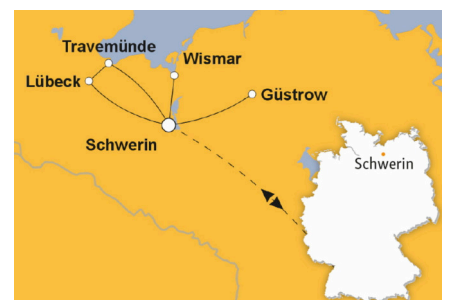 Travemünde
Wismar
Lübeck
Güstrow
Schwerin
Schwerin